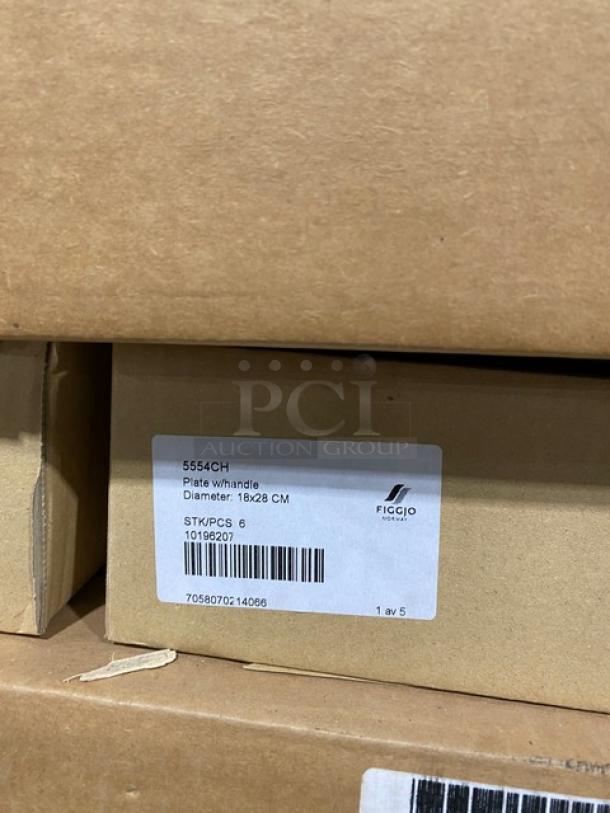 PCI
AUCTION GROUP
5554CH
Plate w/handle
Diameter: 18x28 CM
FIGGJO
NORWAY
STK/PCS 6
10196207
7058070214066
1 av 5